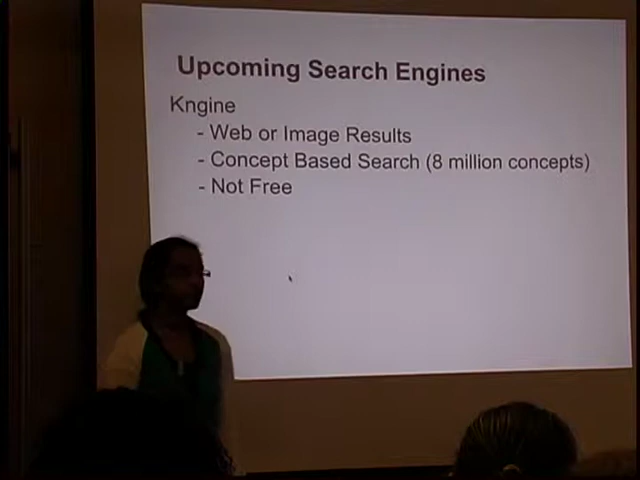 Upcoming Search Engines
Kngine
- Web or Image Results
- Concept Based Search (8 million concepts)
- Not Free